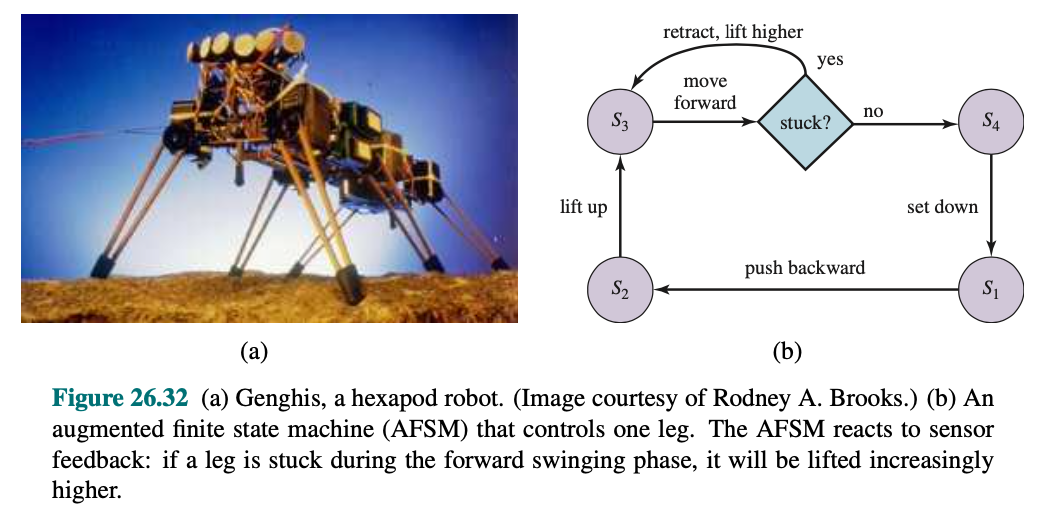 retract, lift higher
yes
move
forward
S3
stuck?
no
S4
lift up
set down
push backward
S2
S1
(a)
(b)
Figure 26.32 (a) Genghis, a hexapod robot. (Image courtesy of Rodney A. Brooks.) (b) An
augmented finite state machine (AFSM) that controls one leg. The AFSM reacts to sensor
feedback: if a leg is stuck during the forward swinging phase, it will be lifted increasingly
higher.